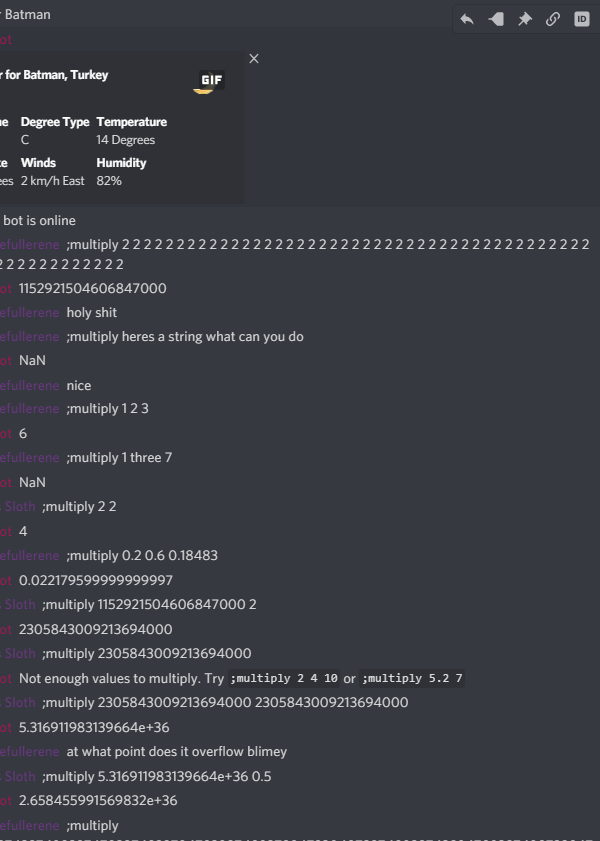 r Batman
ot
r for Batman, Turkey
GIF
ne Degree Type Temperature
C 14 Degrees
te Winds Humidity
ees 2 km/h East 82%
bot is online
efullerene ;multiply 2 2 2 2 2 2 2 2 2 2 2 2 2 2 2 2 2 2 2 2 2 2 2 2 2 2 2 2 2 2 2 2 2 2 2 2 2 2 2 2 2 2 2
2 2 2 2 2 2 2 2 2 2 2 2
ot 1152921504606847000
efullerene holy shit
efullerene ;multiply heres a string what can you do
ot NaN
efullerene nice
efullerene ;multiply 1 2 3
ot 6
efullerene ;multiply 1 three 7
ot NaN
s Sloth ;multiply 2 2
ot 4
efullerene ;multiply 0.2 0.6 0.18483
ot 0.022179599999999997
s Sloth ;multiply 1152921504606847000 2
ot 2305843009213694000
s Sloth ;multiply 2305843009213694000
ot Not enough values to multiply. Try ;multiply 2 4 10 or ;multiply 5.2 7
s Sloth ;multiply 2305843009213694000 2305843009213694000
ot 5.316911983139664e+36
efullerene at what point does it overflow blimey
s Sloth ;multiply 5.316911983139664e+36 0.5
ot 2.658455991569832e+36
efullerene ;multiply